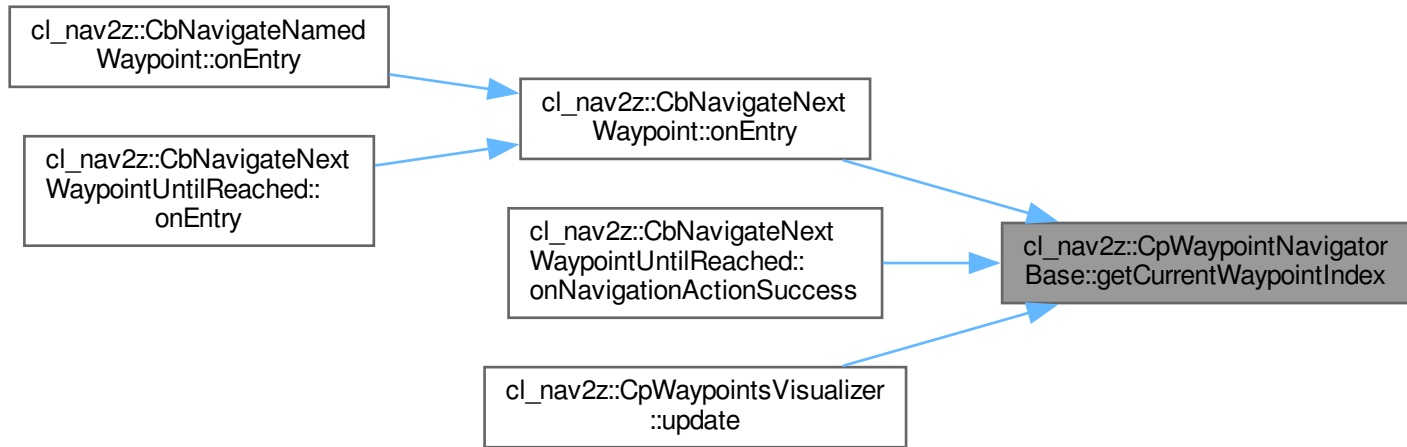 cl_nav2z::CbNavigateNamed
Waypoint::onEntry
cl_nav2z::CbNavigateNext
WaypointUntilReached::
onEntry
cl_nav2z::CbNavigateNext
Waypoint::onEntry
cl_nav2z::CbNavigateNext
WaypointUntilReached::
onNavigationActionSuccess
cl_nav2z::CpWaypointsVisualizer
::update
cl_nav2z::CpWaypointNavigator
Base::getCurrentWaypointIndex